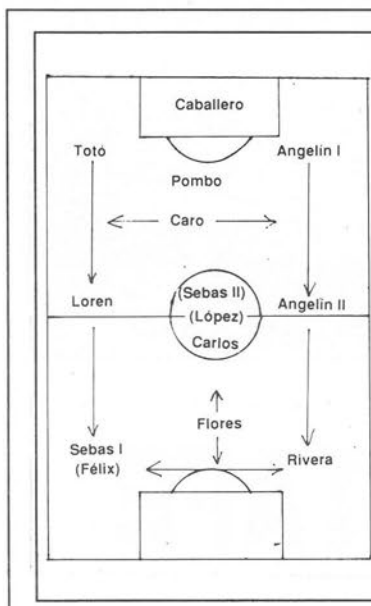 Caballero
Totó Angelín I
Pombo
Caro
(Sebas II)
Loren (López) Angelín II
Carlos
Flores
Sebas I Rivera
(Félix)